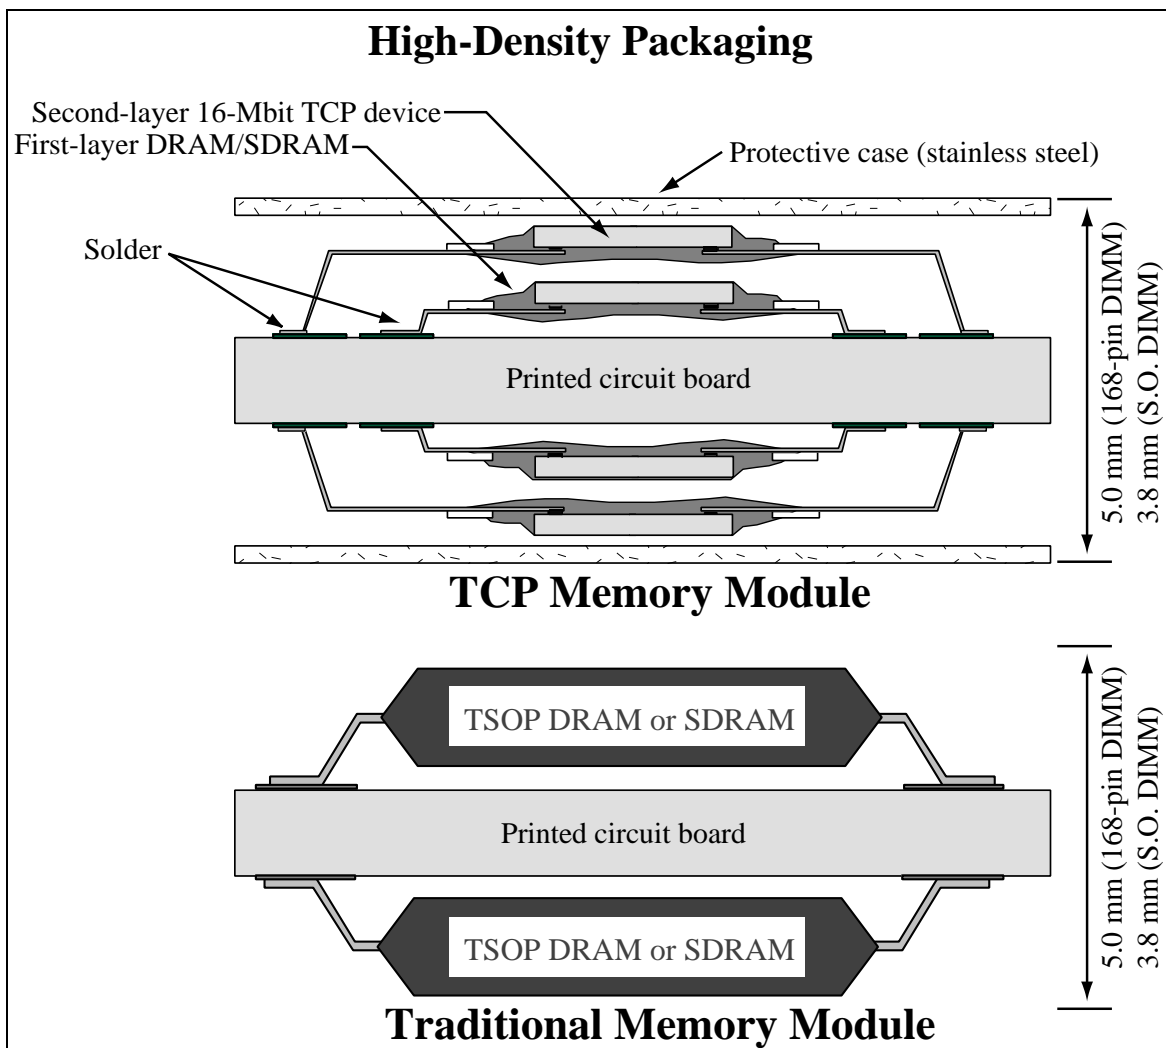 High-Density Packaging
Second-layer 16-Mbit TCP device
First-layer DRAM/SDRAM
Protective case (stainless steel)
Solder
Printed circuit board
5.0 mm (168-pin DIMM)
3.8 mm (S.O. DIMM)
TCP Memory Module
TSOP DRAM or SDRAM
Printed circuit board
5.0 mm (168-pin DIMM)
3.8 mm (S.O. DIMM)
TSOP DRAM or SDRAM
Traditional Memory Module